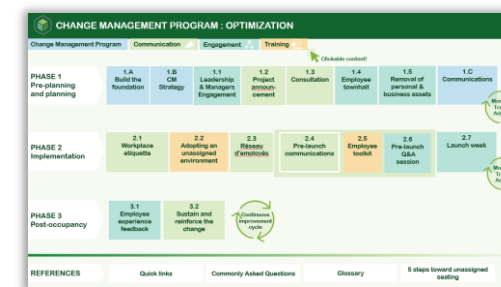 CHANGE MANAGEMENT PROGRAM : OPTIMIZATION
Change Management Program
Communication
Engagement
Training
Clickable content!
PHASE 1
Pre-planning
and planning
1.A
Build the
foundation
1.B
CM
Strategy
1.1
Leadership
& Managers
Engagement
1.2
Project
announ-
cement
1.3
Consultation
1.4
Employee
townhall
1.5
Removal of
personal &
business assets
1.C
Communications
PHASE 2
Implementation
2.1
Workplace
etiquette
2.2
Adopting an
unassigned
environment
2.3
Réseau
d'employés
2.4
Pre-launch
communications
2.5
Employee
toolkit
2.6
Pre-launch
Q&A
session
2.7
Launch week
PHASE 3
Post-occupancy
3.1
Employee
experience
feedback
3.2
Sustain and
reinforce the
change
Continuous
improvement
cycle
REFERENCES
Quick links
Commonly Asked Questions
Glossary
5 steps toward unassigned
seating